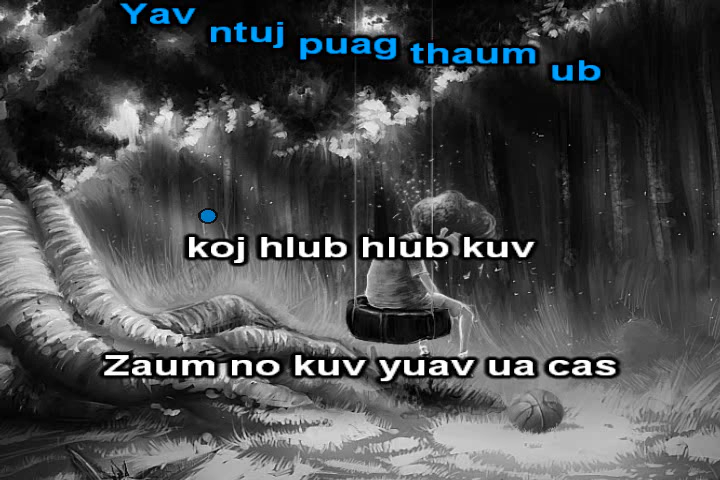 Yav ntuj puag thaum ub
koj hlub hlub kuv
Zaum no kuv yuav ua cas